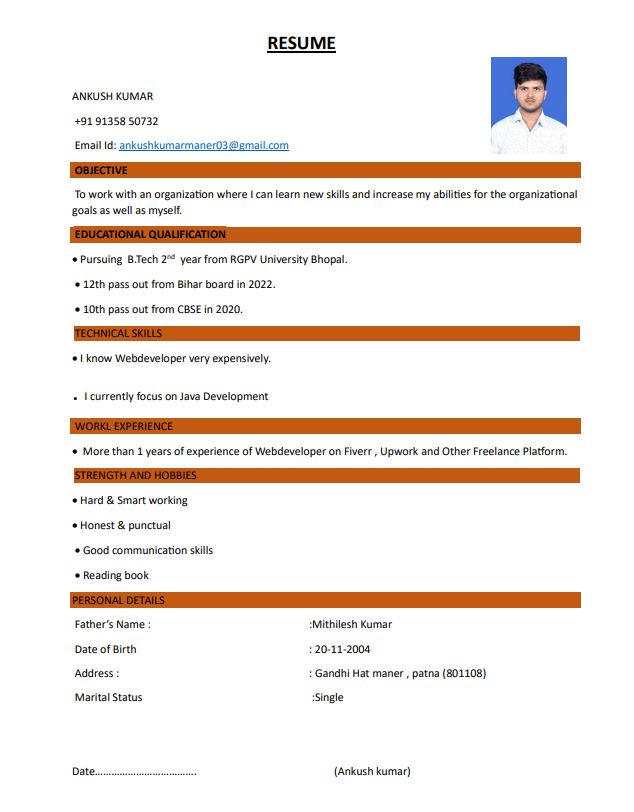 RESUME
ANKUSH KUMAR
+91 91358 50732
Email Id: ankushkumarmaner03@gmail.com
OBJECTIVE
To work with an organization where I can learn new skills and increase my abilities for the organizational
goals as well as myself.
EDUCATIONAL QUALIFICATION
• Pursuing B.Tech 2nd year from RGPV University Bhopal.
• 12th pass out from Bihar board in 2022.
• 10th pass out from CBSE in 2020.
TECHNICAL SKILLS
• I know Webdeveloper very expensively.
• I currently focus on Java Development
WORKL EXPERIENCE
• More than 1 years of experience of Webdeveloper on Fiverr , Upwork and Other Freelance Platform.
STRENGTH AND HOBBIES
• Hard & Smart working
• Honest & punctual
• Good communication skills
• Reading book
PERSONAL DETAILS
Father's Name : :Mithilesh Kumar
Date of Birth : 20-11-2004
Address : : Gandhi Hat maner , patna (801108)
Marital Status :Single
Date………………………………. (Ankush kumar)